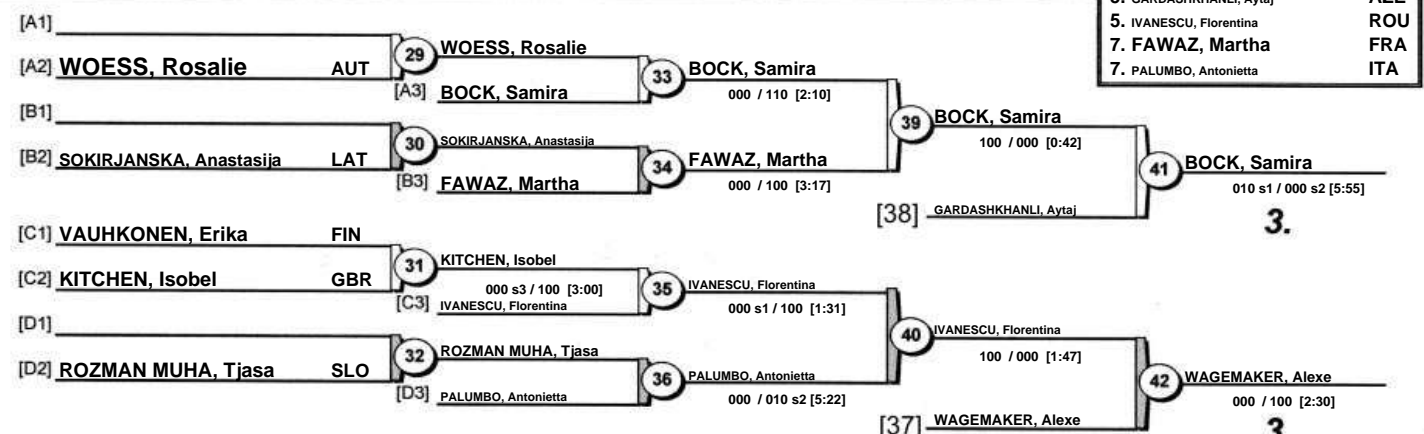 5. GARDASHKHANLI, Aytaj AZE
5. IVANESCU, Florentina ROU
7. FAWAZ, Martha FRA
7. PALUMBO, Antonietta ITA
[A1]
[A2] WOESS, Rosalie AUT
29
WOESS, Rosalie
[A3] BOCK, Samira
33
BOCK, Samira
000 / 110 [2:10]
[B1]
[B2] SOKIRJANSKA, Anastasija LAT
30
SOKIRJANSKA, Anastasija
[B3] FAWAZ, Martha
34
FAWAZ, Martha
000 / 100 [3:17]
39
BOCK, Samira
100 / 000 [0:42]
[38] GARDASHKHANLI, Aytaj
41
BOCK, Samira
010 s1 / 000 s2 [5:55]
3.
[C1] VAUHKONEN, Erika FIN
[C2] KITCHEN, Isobel GBR
31
KITCHEN, Isobel
000 s3 / 100 [3:00]
[C3] IVANESCU, Florentina
35
IVANESCU, Florentina
000 s1 / 100 [1:31]
[D1]
[D2] ROZMAN MUHA, Tjasa SLO
32
ROZMAN MUHA, Tjasa
[D3] PALUMBO, Antonietta
36
PALUMBO, Antonietta
000 / 010 s2 [5:22]
40
IVANESCU, Florentina
100 / 000 [1:47]
[37] WAGEMAKER, Alexe
42
WAGEMAKER, Alexe
000 / 100 [2:30]
3.